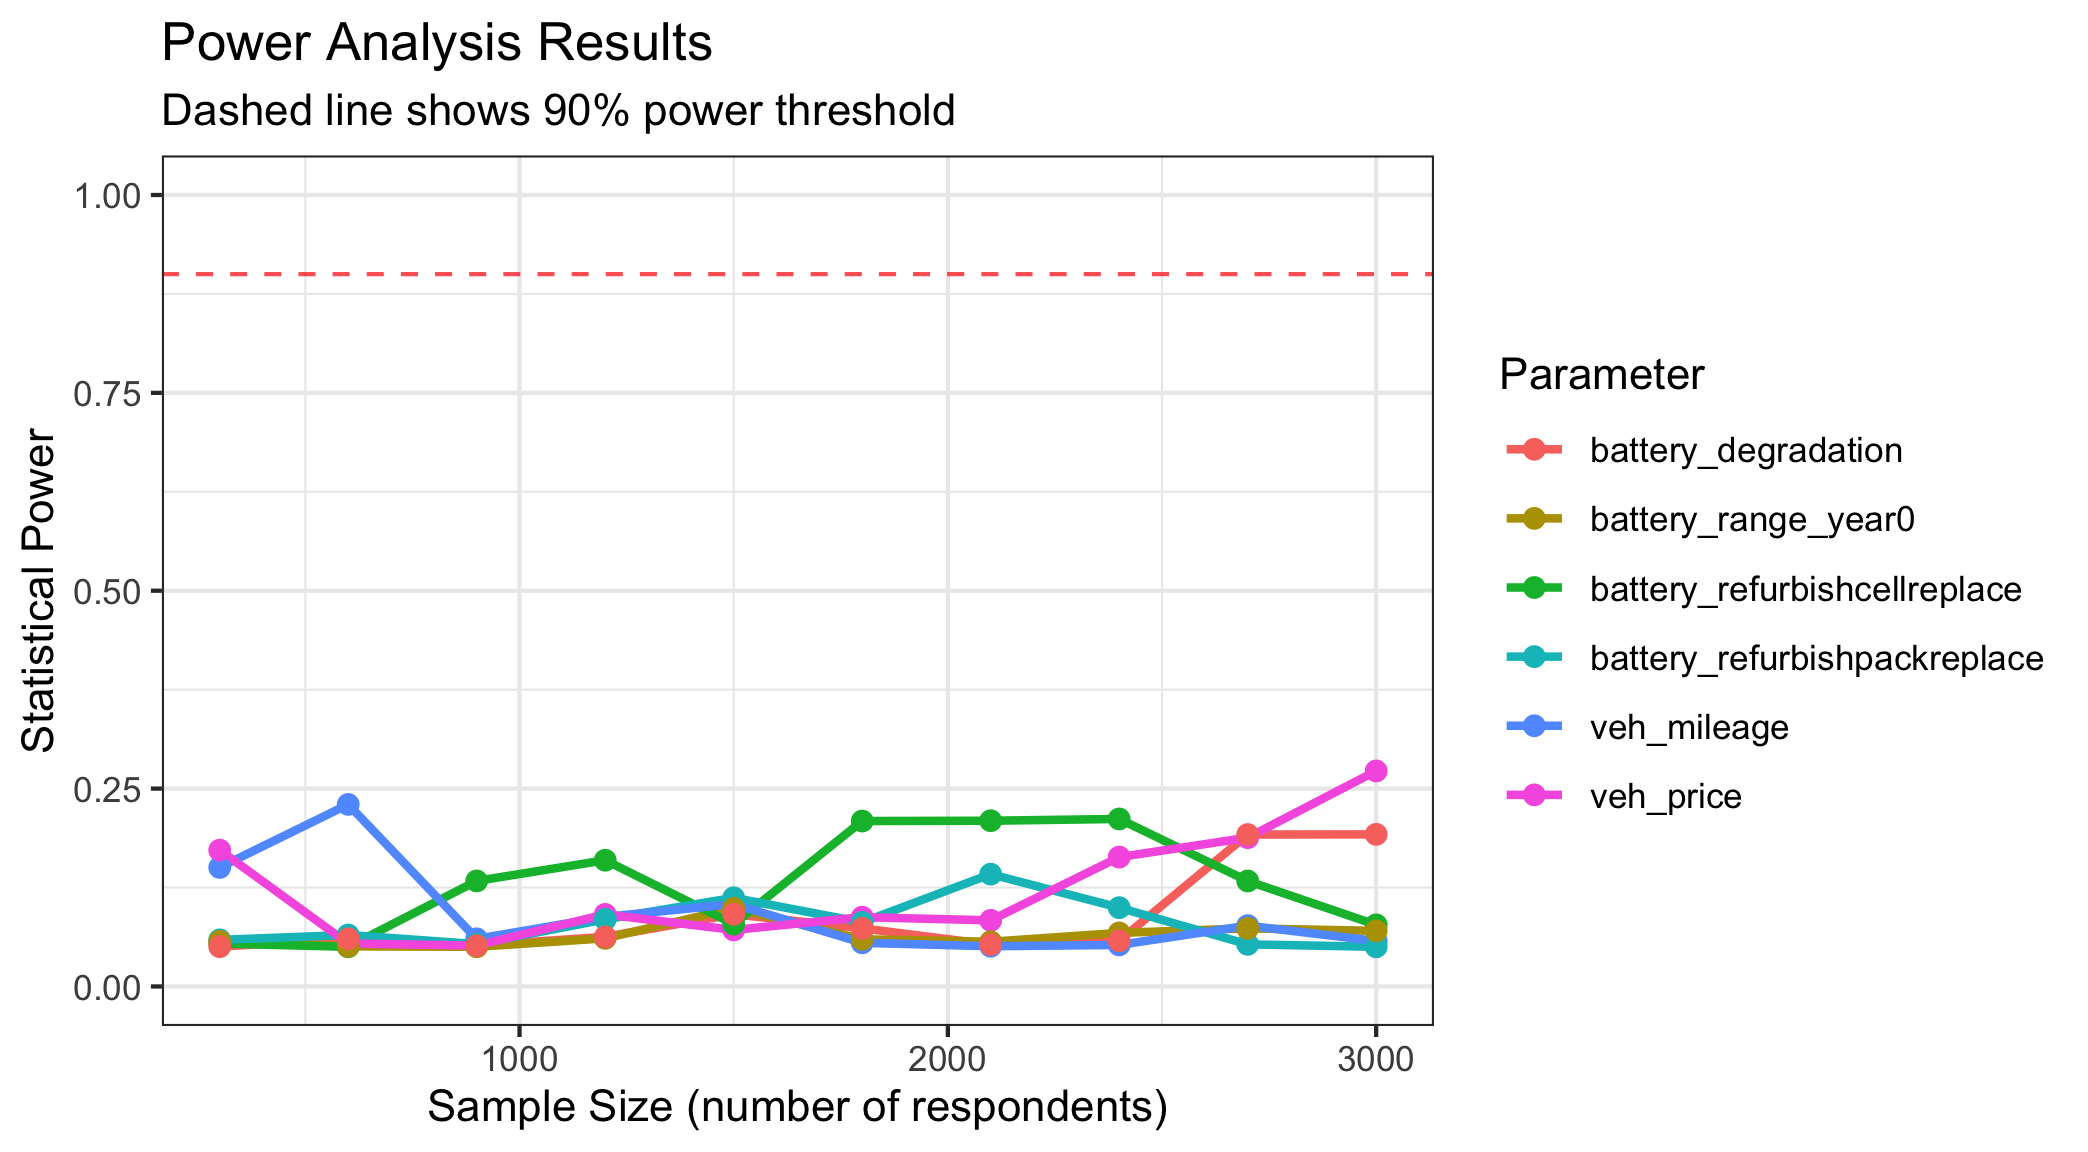 Power Analysis Results
Dashed line shows 90% power threshold
1.00
0.75
0.50
0.25
0.00
Statistical Power
1000
2000
3000
Sample Size (number of respondents)
Parameter
battery_degradation
battery_range_year0
battery_refurbishcellreplace
battery_refurbishpackreplace
veh_mileage
veh_price